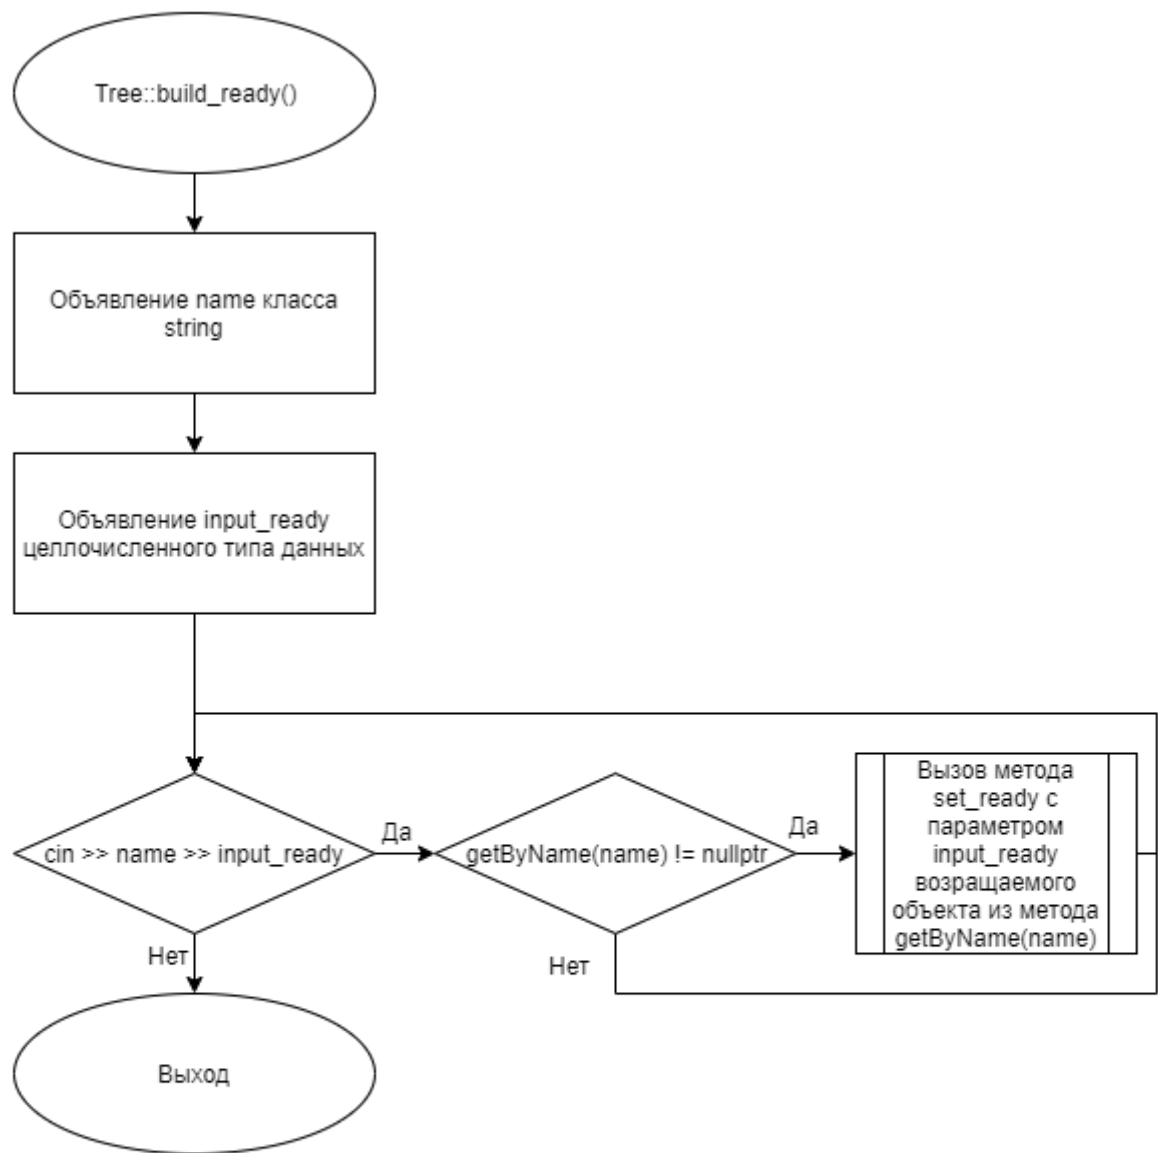 Tree::build_ready()
Объявление name класса
string
Объявление input_ready
целлочисленного типа данных
cin >> name >> input_ready
Да
getByName(name) != nullptr
Да
Вызов метода
set_ready с
параметром
input_ready
возращаемого
объекта из метода
getByName(name)
Нет
Нет
Выход